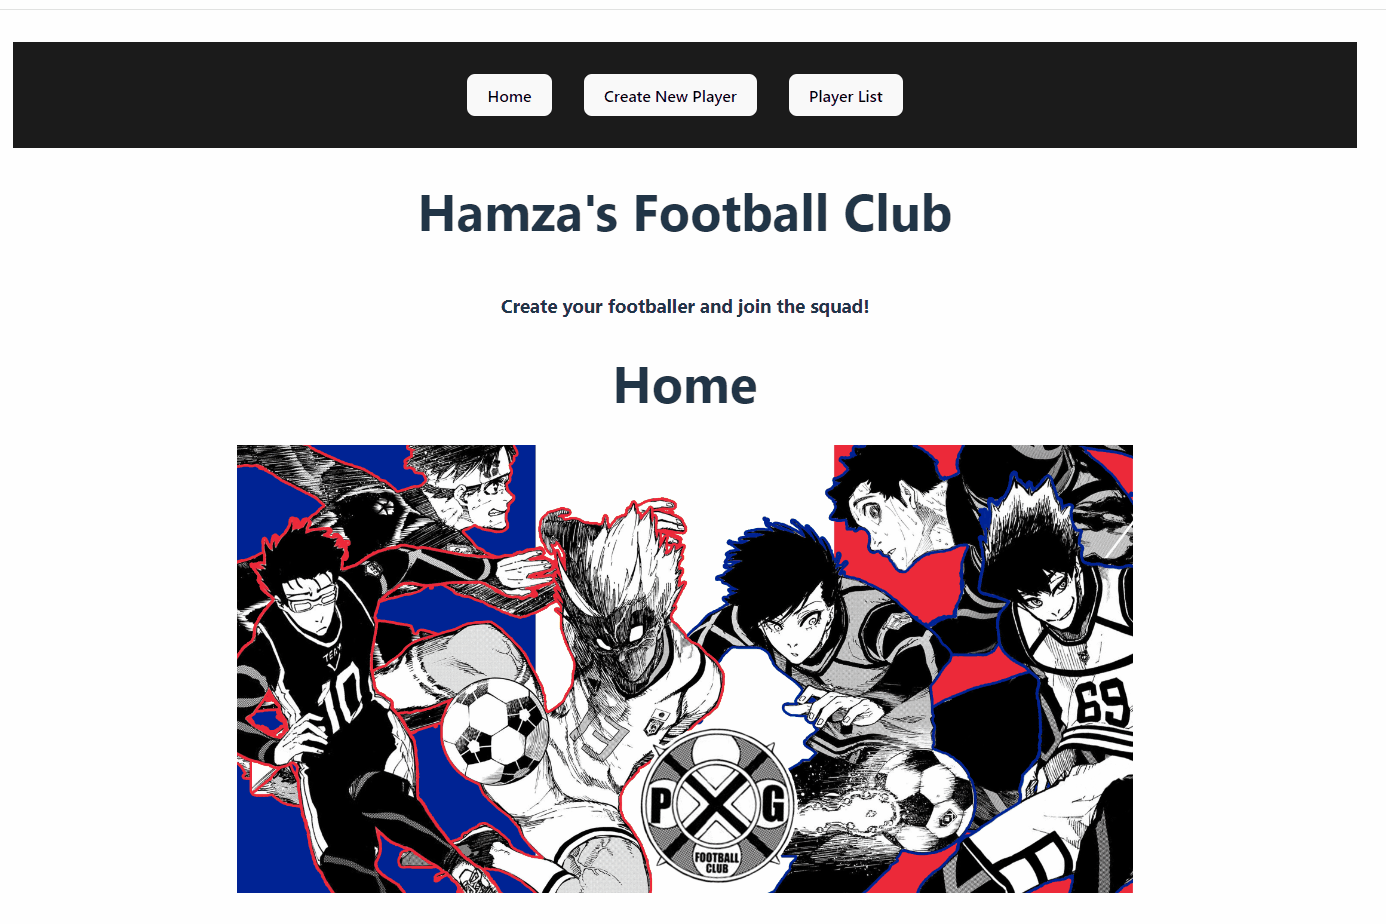 Home
Create New Player
Player List
Hamza's Football Club
Create your footballer and join the squad!
Home
10
69
P X G
FOOTBALL
CLUB